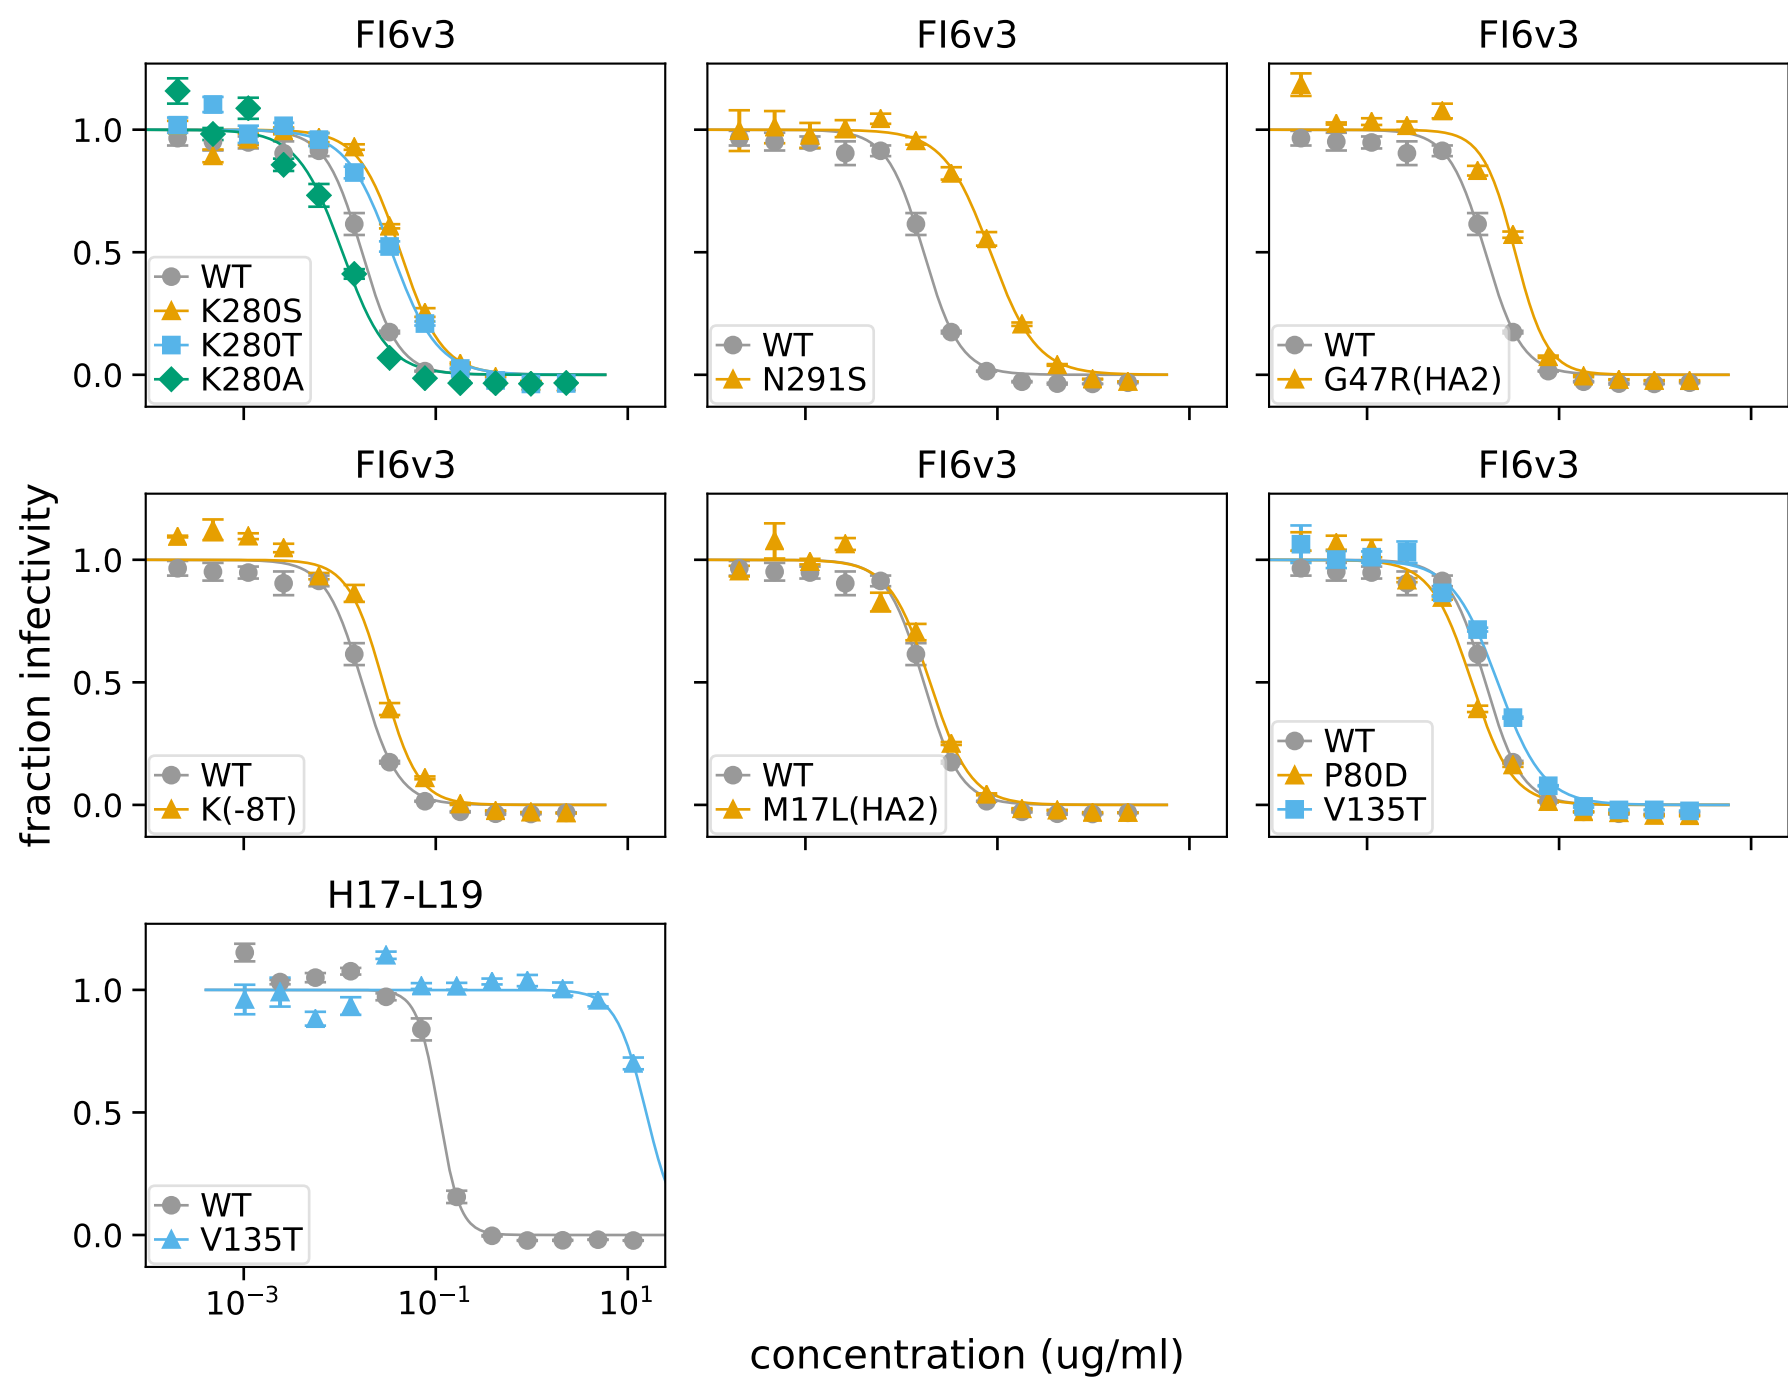 FI6v3
FI6v3
FI6v3
1.0
0.5
0.0
WT
K280S
K280T
K280A
WT
N291S
WT
G47R(HA2)
FI6v3
FI6v3
FI6v3
fraction infectivity
1.0
0.5
0.0
WT
K(-8T)
WT
M17L(HA2)
WT
P80D
V135T
H17-L19
1.0
0.5
0.0
WT
V135T
10⁻³ 10⁻¹ 10¹
concentration (ug/ml)